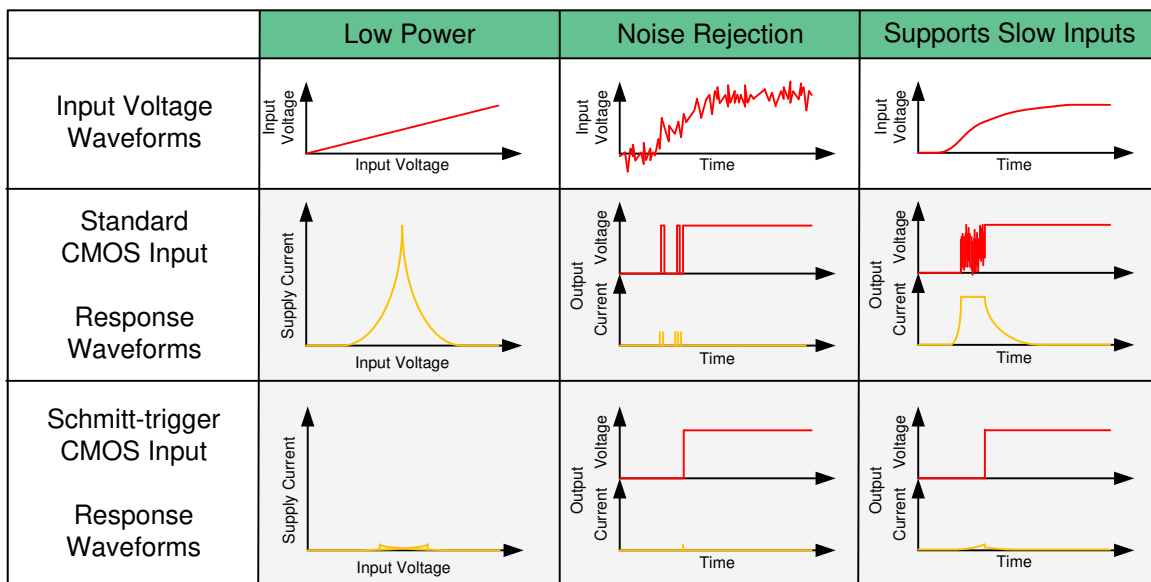 Low Power
Noise Rejection
Supports Slow Inputs
Input Voltage
Waveforms
Input
Voltage
Input Voltage
Input
Voltage
Time
Input
Voltage
Time
Standard
CMOS Input
Response
Waveforms
Supply Current
Input Voltage
Output
Voltage
Current
Time
Output
Voltage
Current
Time
Schmitt-trigger
CMOS Input
Response
Waveforms
Supply Current
Input Voltage
Output
Voltage
Current
Time
Output
Voltage
Current
Time